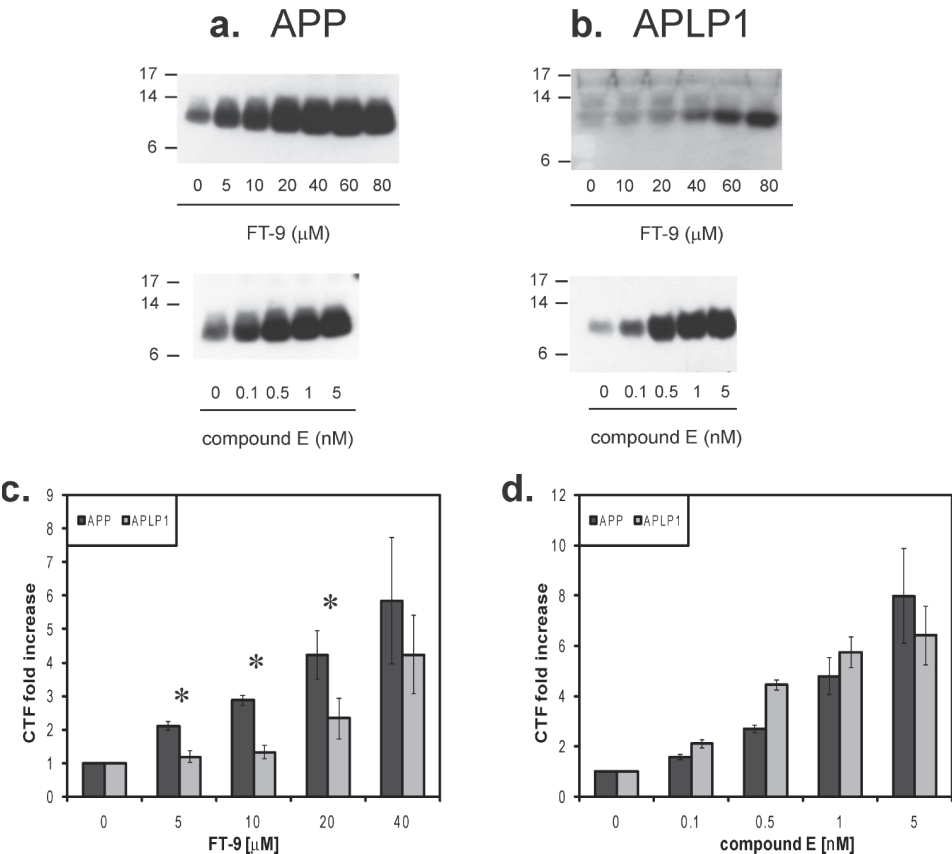 a. APP
17 –
14 –
6 –
0 5 10 20 40 60 80
FT-9 (μM)
17 –
14 –
6 –
0 0.1 0.5 1 5
compound E (nM)
b. APLP1
17 –
14 –
6 –
0 10 20 40 60 80
FT-9 (μM)
17 –
14 –
6 –
0 0.1 0.5 1 5
compound E (nM)
c.
9
8
7
6
5
4
3
2
1
0
CTF fold increase
APP APLP1
*
*
*
0 5 10 20 40
FT-9 [μM]
d.
12
10
8
6
4
2
0
CTF fold increase
APP APLP1
0 0.1 0.5 1 5
compound E [nM]